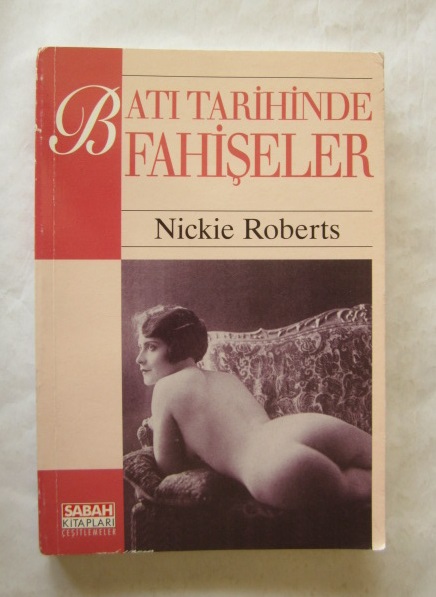 BATI TARİHİNDE
FAHİŞELER
Nickie Roberts
SABAH
KİTAPLARI
ÇEŞİTLEMELER